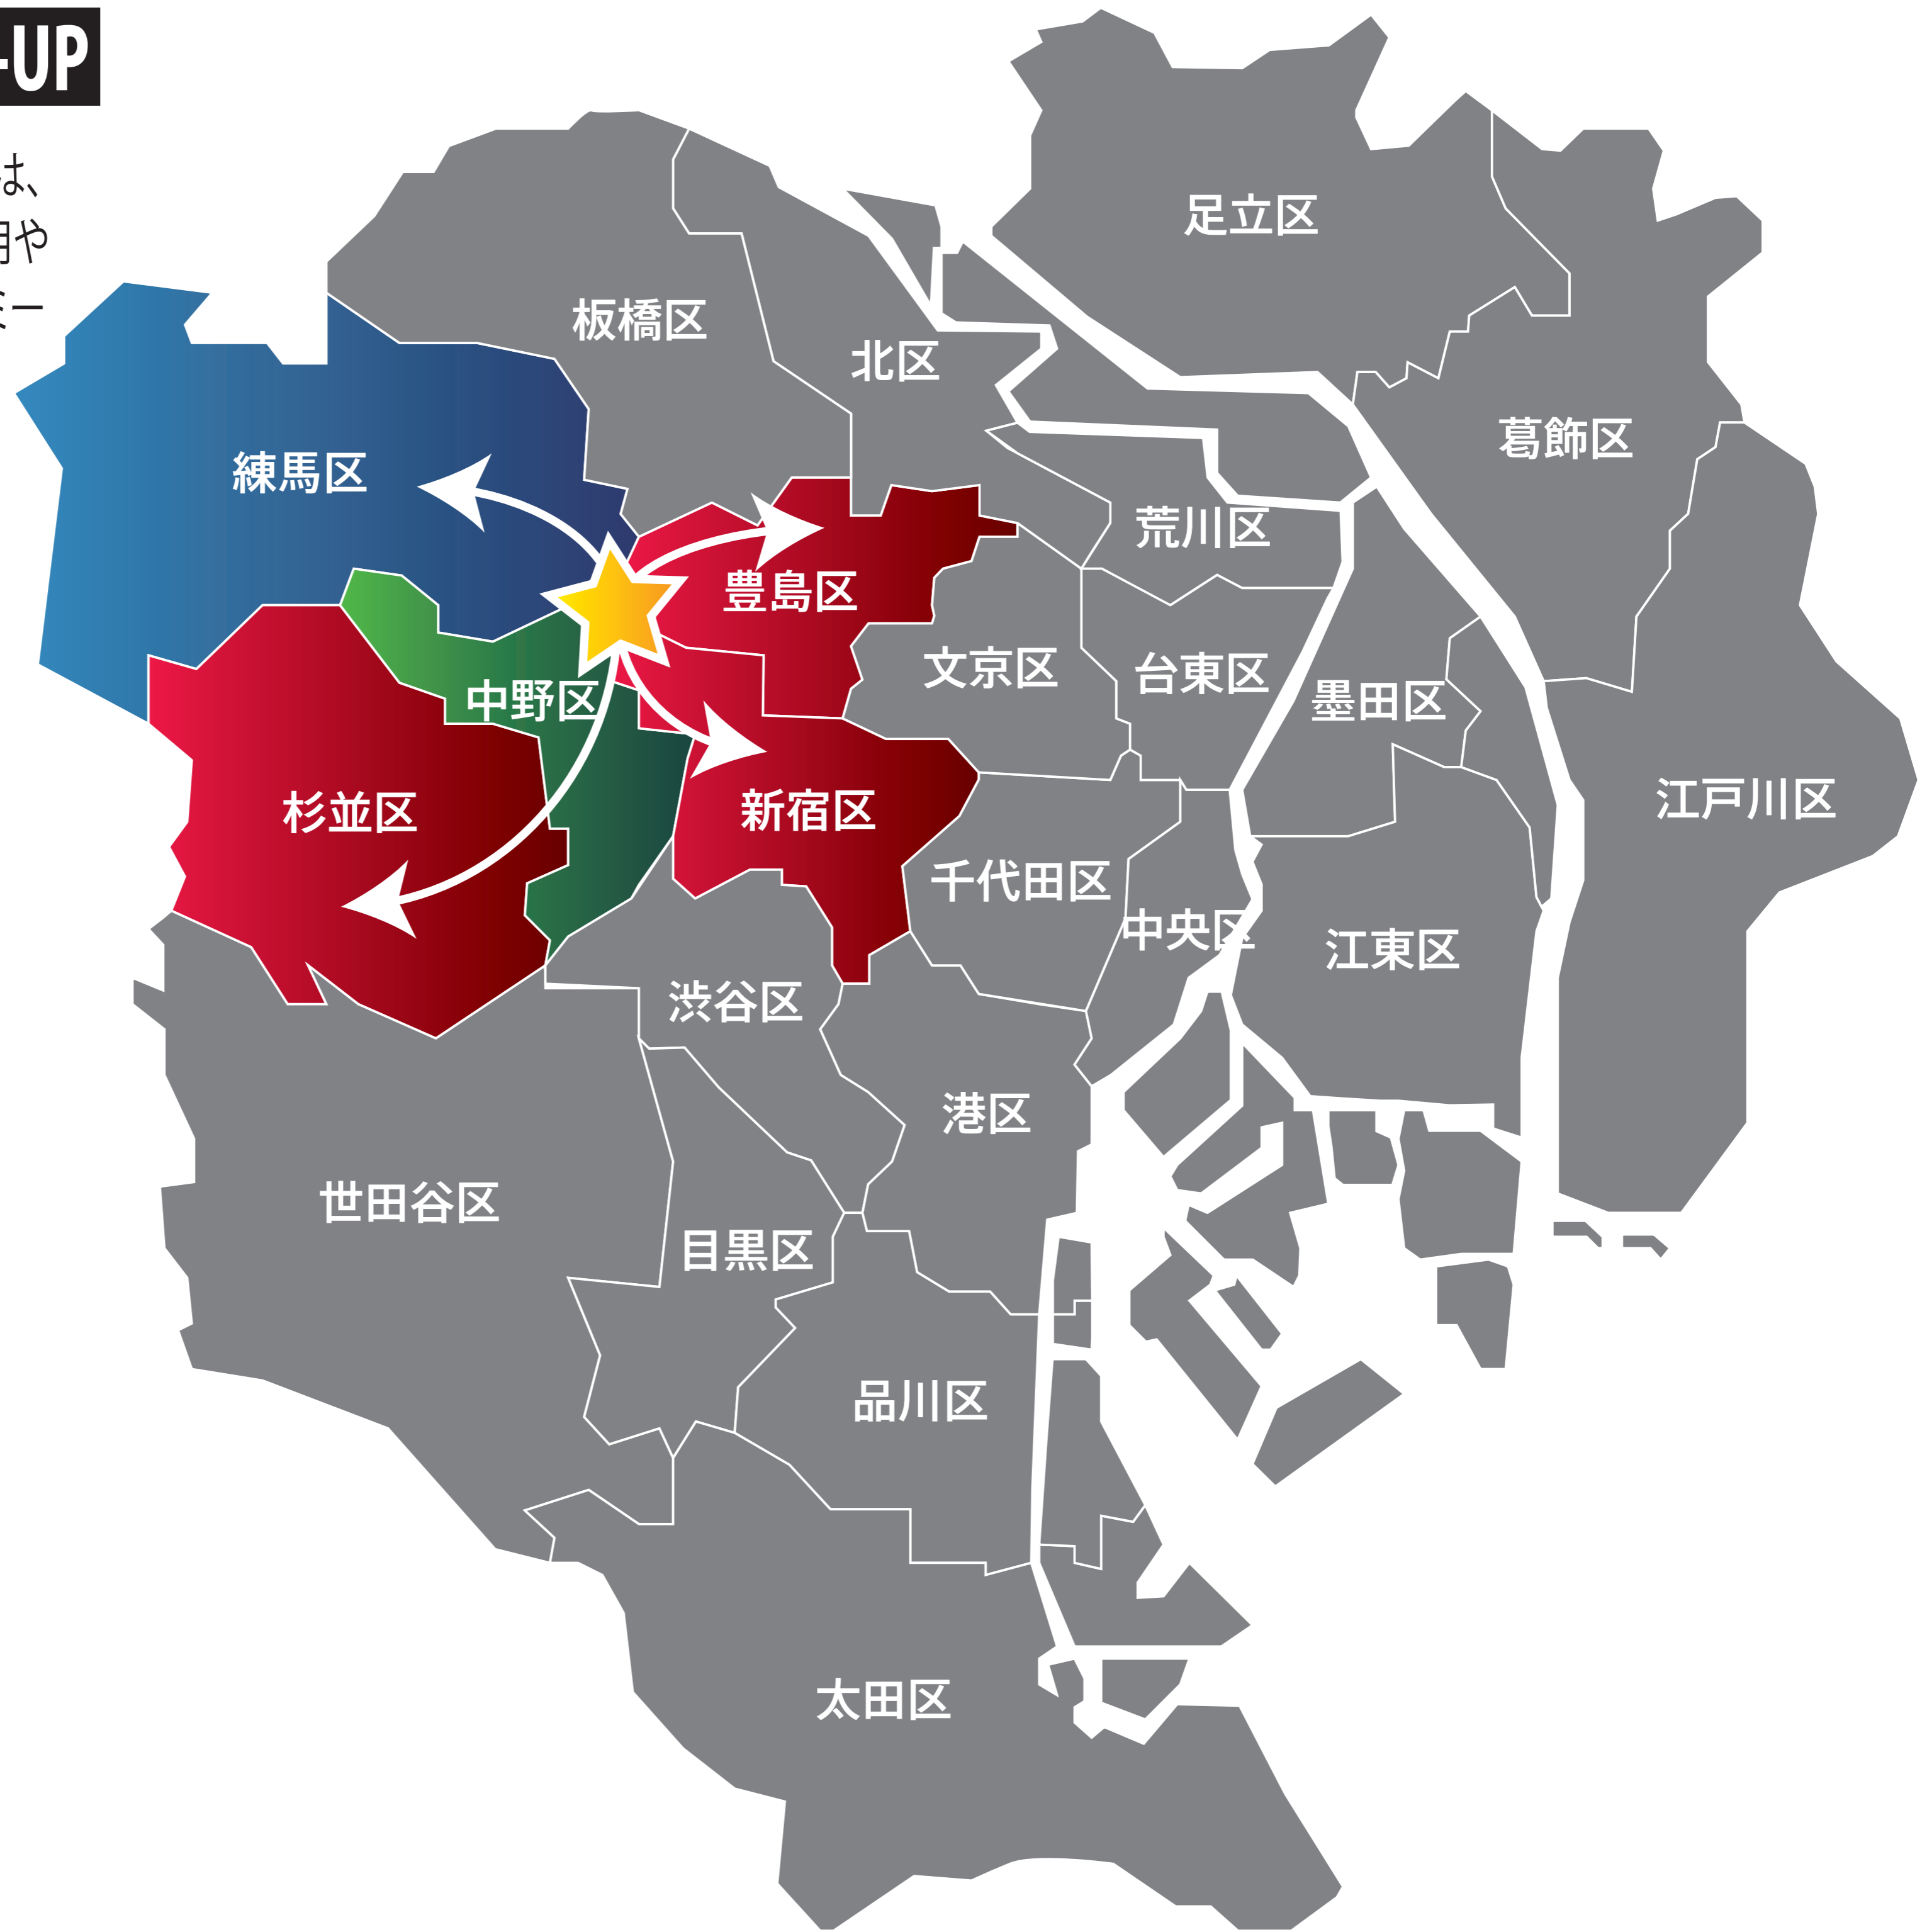 -UP
は、
や
ー
足立区
板橋区
北区
葛飾区
練馬区
荒川区
豊島区
文京区
台東区
墨田区
中野区
江戸川区
杉並区
新宿区
千代田区
中央区
江東区
渋谷区
港区
世田谷区
目黒区
品川区
大田区